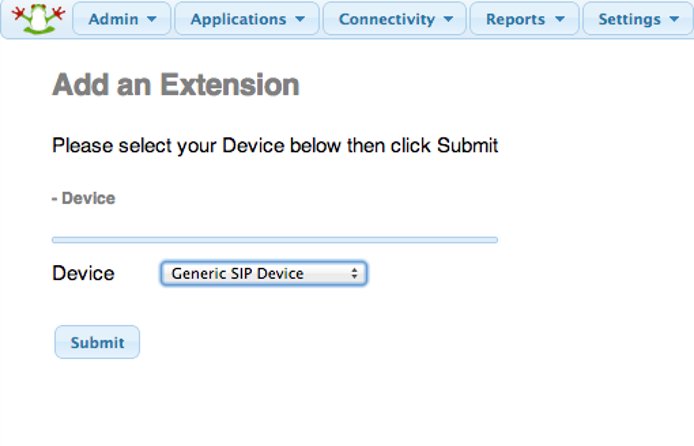 Admin Applications Connectivity Reports Settings
Add an Extension
Please select your Device below then click Submit
- Device
Device Generic SIP Device
Submit